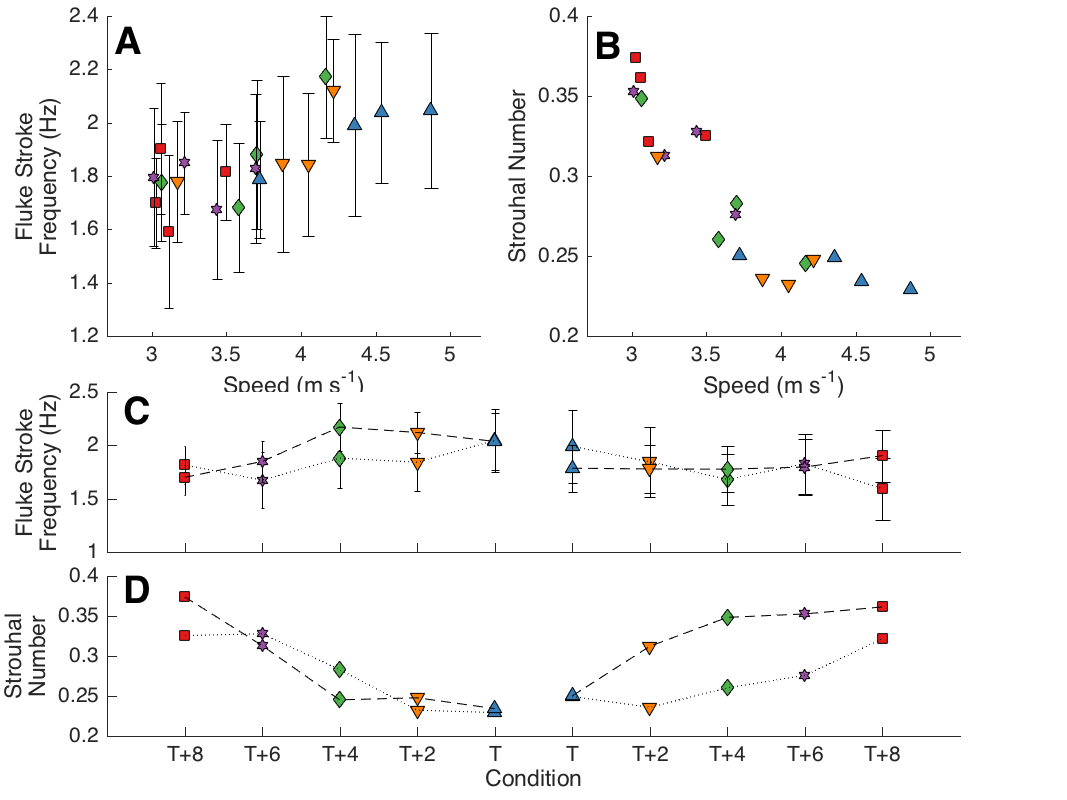 A
2.4
2.2
2
1.8
1.6
1.4
1.2
Fluke Stroke
Frequency (Hz)
3
3.5
4
4.5
5
Speed (m s-1)
B
0.4
0.35
0.3
0.25
0.2
Strouhal Number
3
3.5
4
4.5
5
Speed (m s-1)
C
2.5
2
1.5
1
Fluke Stroke
Frequency (Hz)
D
0.4
0.35
0.3
0.25
0.2
Strouhal
Number
T+8 T+6 T+4 T+2 T T T+2 T+4 T+6 T+8
Condition